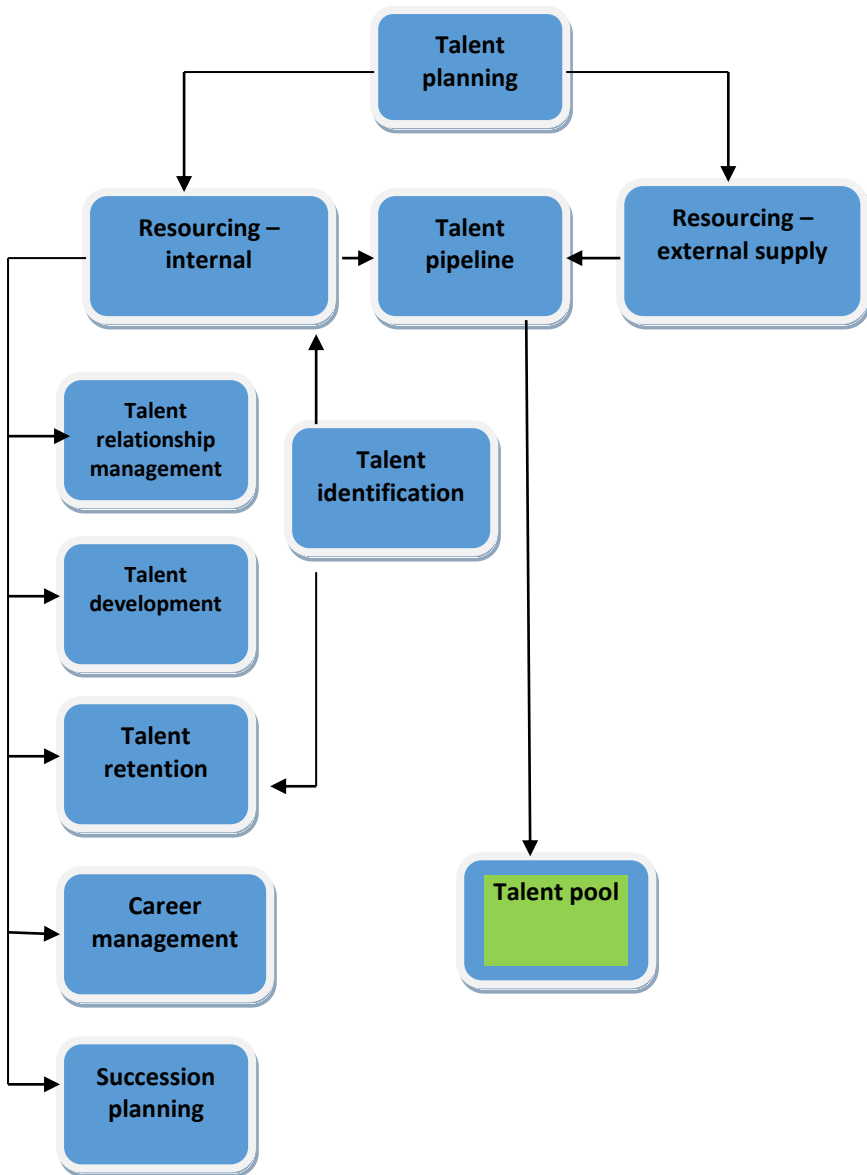 Talent
planning
Resourcing –
internal
Talent
pipeline
Resourcing –
external supply
Talent
relationship
management
Talent
identification
Talent
development
Talent
retention
Career
management
Talent pool
Succession
planning